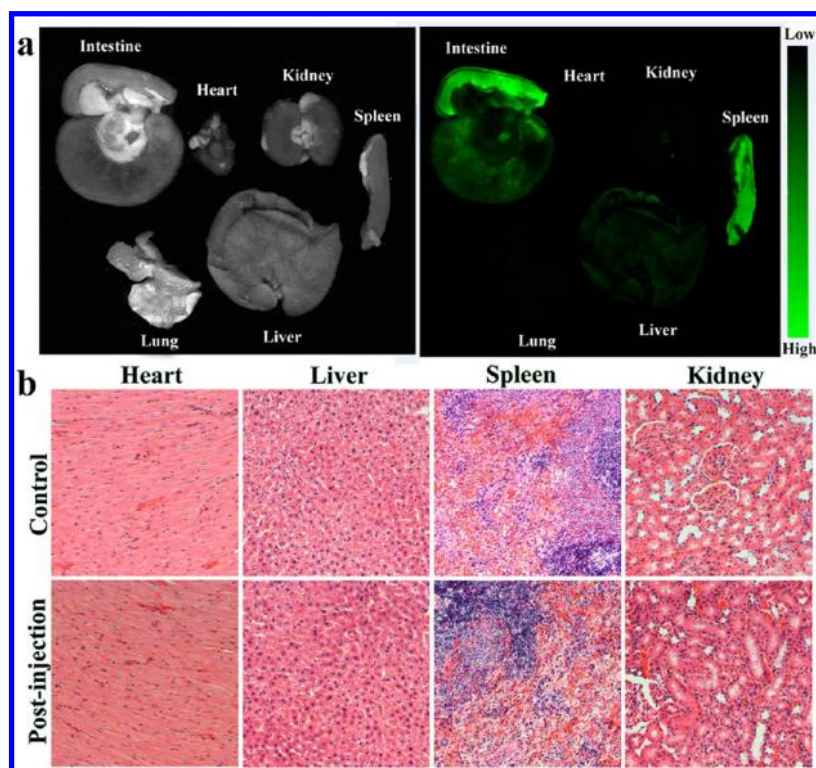 a
Intestine
Heart
Kidney
Spleen
Lung
Liver
Intestine
Heart
Kidney
Spleen
Lung
Liver
Low
High
b
Heart Liver Spleen Kidney
Control
Post-injection